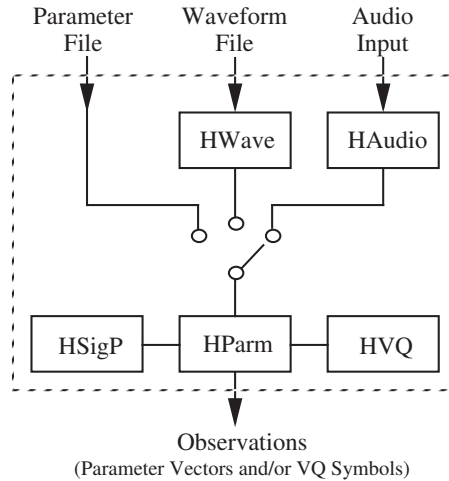 Parameter File
Waveform File
Audio Input
HWave
HAudio
HSigP
HParm
HVQ
Observations
(Parameter Vectors and/or VQ Symbols)